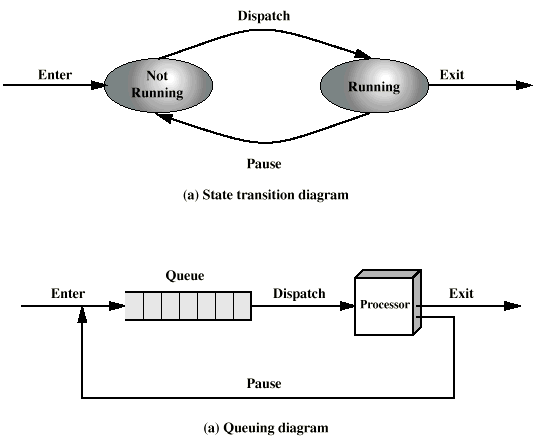 Dispatch
Enter
Not
Running
Running
Exit
Pause
(a) State transition diagram
Queue
Enter
Dispatch
Processor
Exit
Pause
(a) Queuing diagram